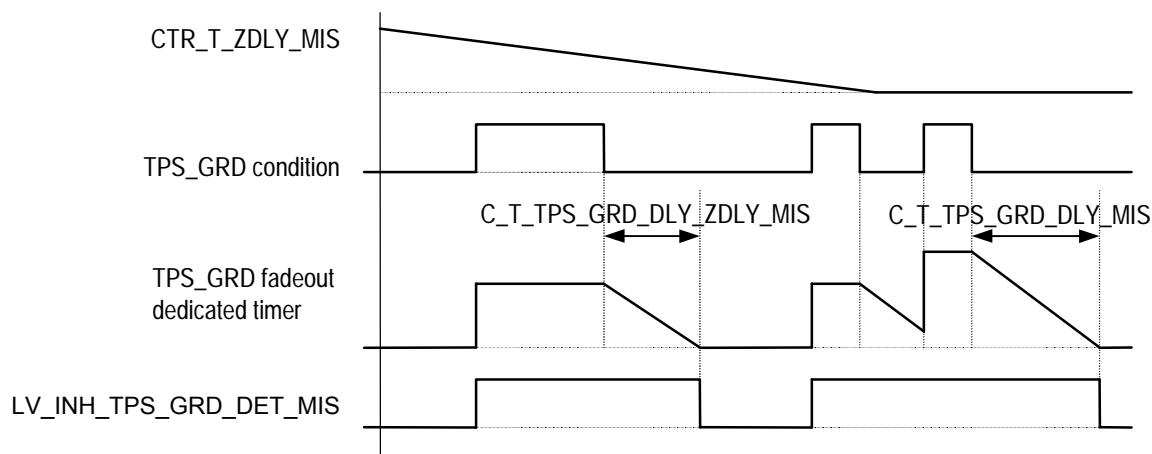 CTR_T_ZDLY_MIS
TPS_GRD condition
C_T_TPS_GRD_DLY_ZDLY_MIS
C_T_TPS_GRD_DLY_MIS
TPS_GRD fadeout
dedicated timer
LV_INH_TPS_GRD_DET_MIS